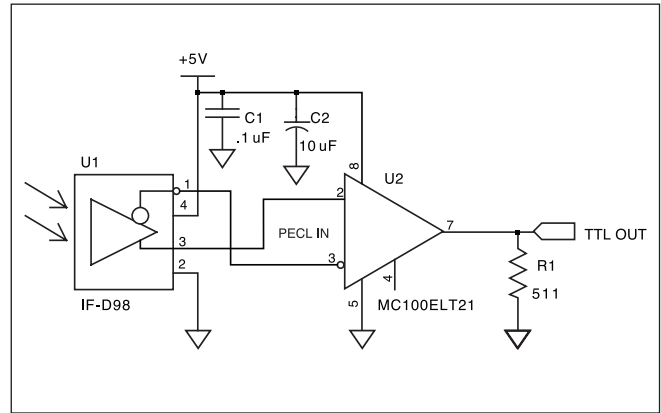 +5V
C1
.1 uF
C2
10 uF
U1
1
4
3
2
IF-D98
PECL IN
8
U2
2
3
7
4
5
MC100ELT21
TTL OUT
R1
511